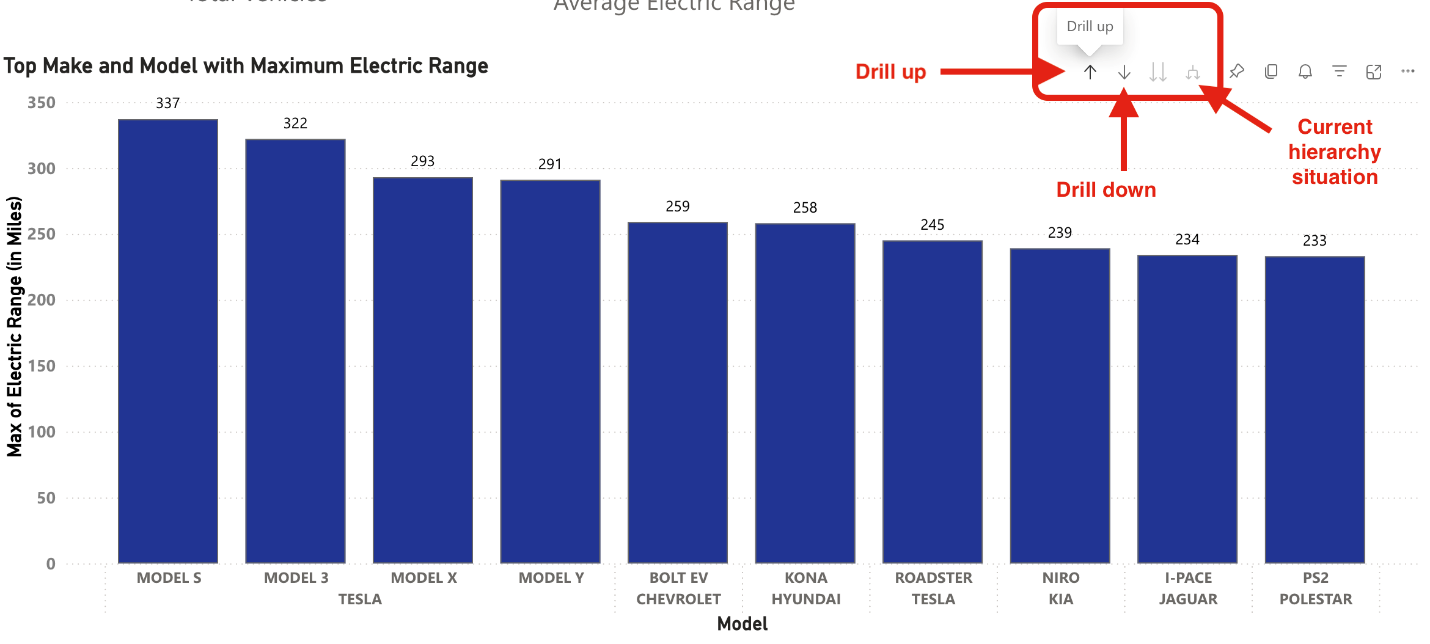 Total Vehicles
Average Electric Range
Drill up
Top Make and Model with Maximum Electric Range
Drill up
Drill down
Current
hierarchy
situation
Max of Electric Range (in Miles)
350
300
250
200
150
100
50
0
337
322
293
291
259
258
245
239
234
233
MODEL S
MODEL 3
MODEL X
MODEL Y
BOLT EV
KONA
ROADSTER
NIRO
I-PACE
PS2
TESLA
CHEVROLET
HYUNDAI
TESLA
KIA
JAGUAR
POLESTAR
Model